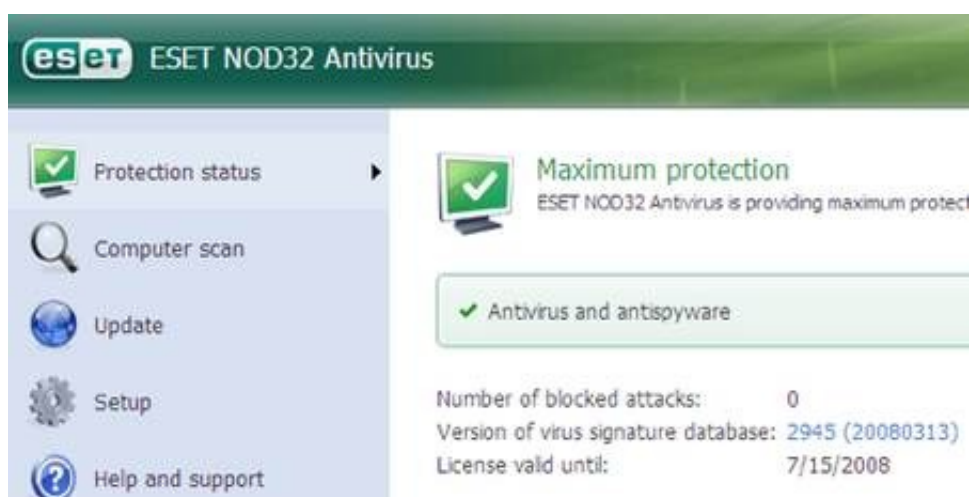 eset ESET NOD32 Antivirus
Protection status
Computer scan
Update
Setup
Help and support
Maximum protection
ESET NOD32 Antivirus is providing maximum protect
Antivirus and antispyware
Number of blocked attacks: 0
Version of virus signature database: 2945 (20080313)
License valid until: 7/15/2008